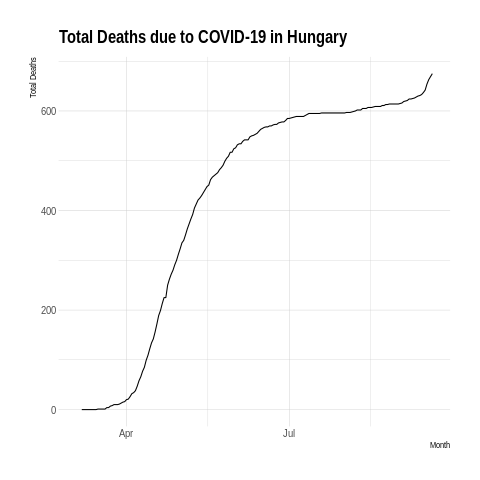 Total Deaths due to COVID-19 in Hungary
Total Deaths
600
400
200
0
Apr
Jul
Month